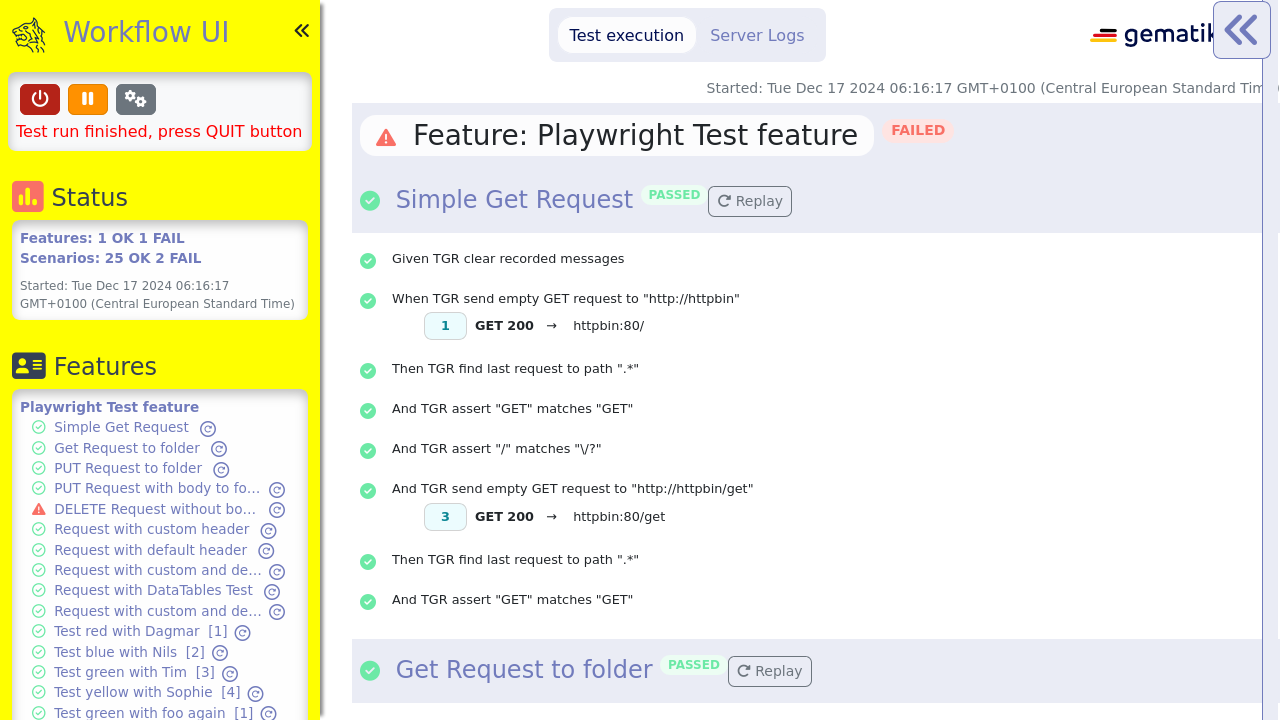 Workflow UI
Test run finished, press QUIT button
Status
Features: 1 OK 1 FAIL
Scenarios: 25 OK 2 FAIL
Started: Tue Dec 17 2024 06:16:17
GMT+0100 (Central European Standard Time)
Features
Playwright Test feature
Simple Get Request
Get Request to folder
PUT Request to folder
PUT Request with body to fo...
DELETE Request without bo...
Request with custom header
Request with default header
Request with custom and de...
Request with DataTables Test
Request with custom and de...
Test red with Dagmar [1]
Test blue with Nils [2]
Test green with Tim [3]
Test yellow with Sophie [4]
Test green with foo again [1]
Test execution
Server Logs
gematik
Started: Tue Dec 17 2024 06:16:17 GMT+0100 (Central European Standard Tim
Feature: Playwright Test feature FAILED
Simple Get Request PASSED Replay
Given TGR clear recorded messages
When TGR send empty GET request to "http://httpbin"
1 GET 200 → httpbin:80/
Then TGR find last request to path ".*"
And TGR assert "GET" matches "GET"
And TGR assert "/" matches "\/?"
And TGR send empty GET request to "http://httpbin/get"
3 GET 200 → httpbin:80/get
Then TGR find last request to path ".*"
And TGR assert "GET" matches "GET"
Get Request to folder PASSED Replay